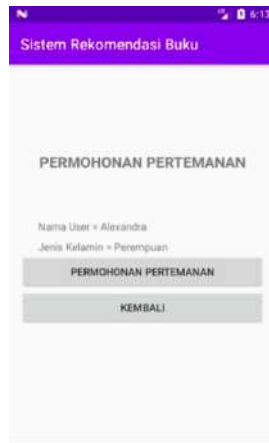 N 6:13
Sistem Rekomendasi Buku
PERMOHONAN PERTEMANAN
Nama User = Alexandra
Jenis Kelamin = Perempuan
PERMOHONAN PERTEMANAN
KEMBALI